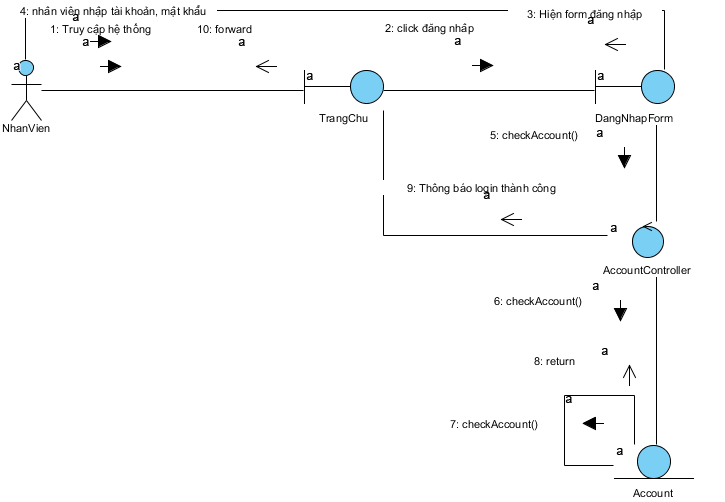 4: nhân viên nhập tài khoản, mật khẩu
a
3: Hiện form đăng nhập
a
1: Truy cập hệ thống
a
10: forward
a
2: click đăng nhập
a
a
a
a
NhanVien
TrangChu
DangNhapForm
5: checkAccount()
a
9: Thông báo login thành công
a
a
AccountController
a
6: checkAccount()
a
8: return
a
7: checkAccount()
a
Account